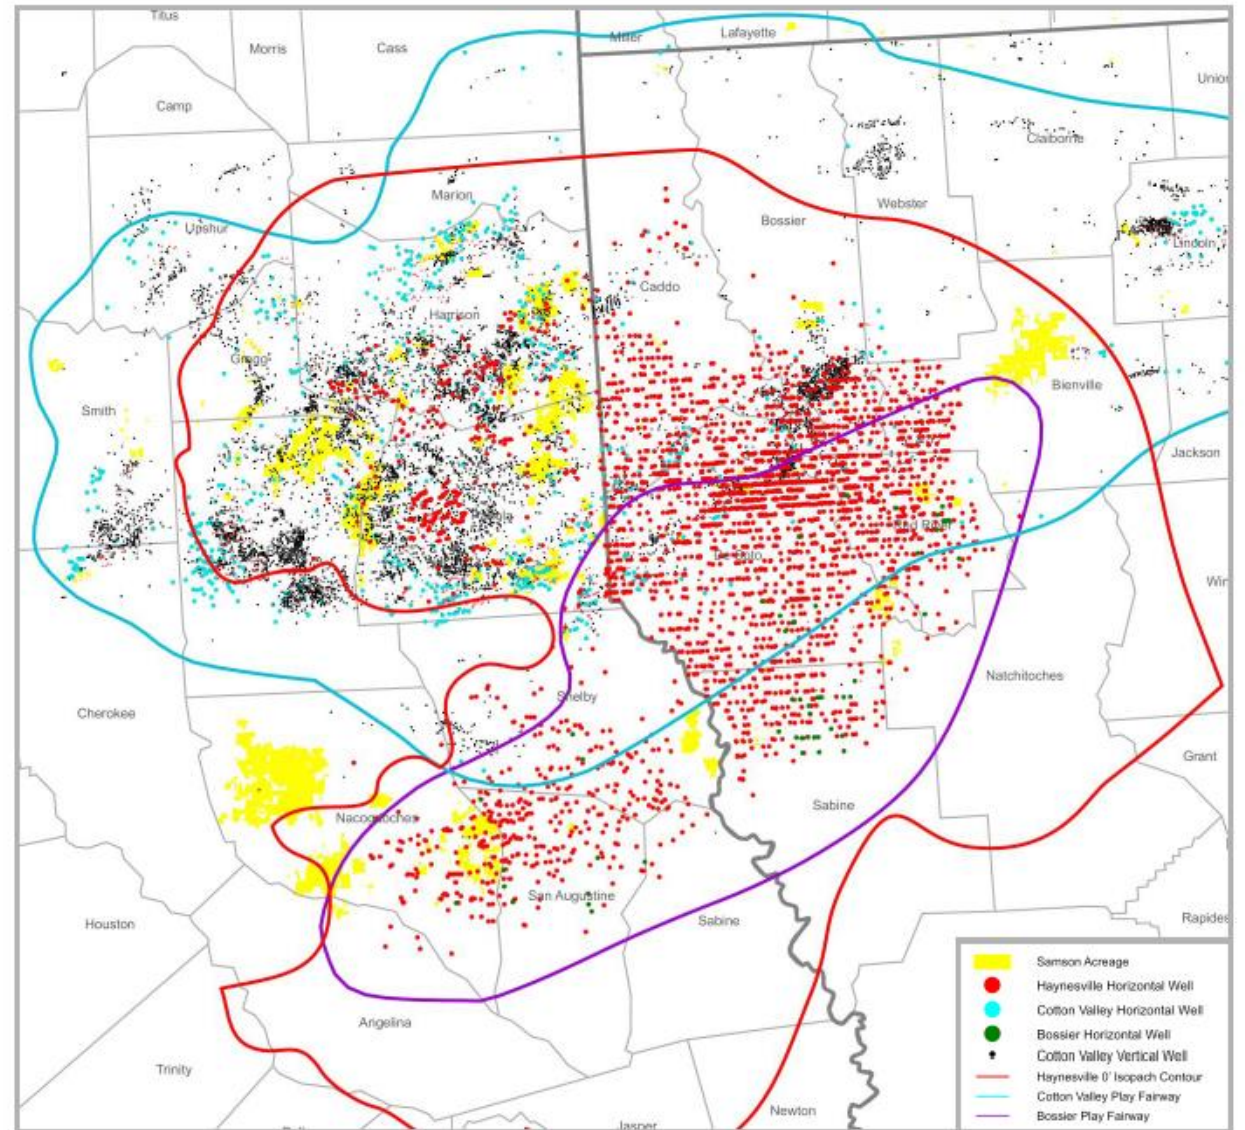 Titus
Morris
Cass
Miller
Lafayette
Union
Camp
Claiborne
Marion
Webster
Bossier
Upshur
Lincoln
Caddo
Harrison
Gregg
Bienville
Smith
Jackson
Red River
De Soto
Win
Natchitoches
Shelby
Cherokee
Grant
Sabine
Nacogdoches
San Augustine
Houston
Sabine
Rapides
Angelina
Trinity
Newton
Jasper
Samson Acreage
Haynesville Horizontal Well
Cotton Valley Horizontal Well
Bossier Horizontal Well
Cotton Valley Vertical Well
Haynesville 0' Isopach Contour
Cotton Valley Play Fairway
Bossier Play Fairway